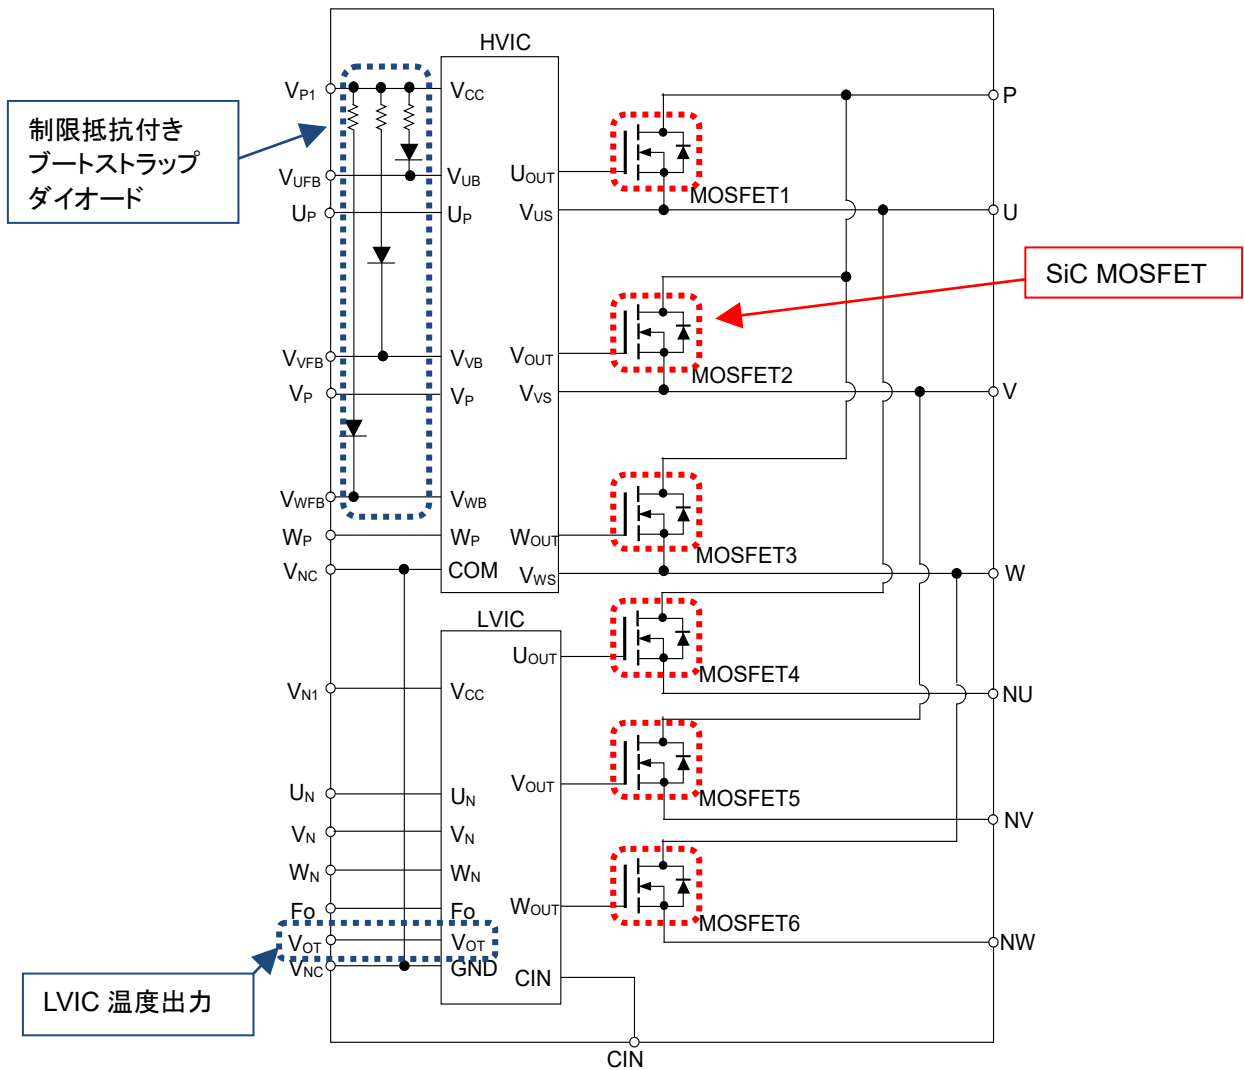 HVIC
VP1
VCC
P
制限抵抗付き
ブートストラップ
ダイオード
VUFB
VUB
UOUT
MOSFET1
UP
UP
VUS
U
SiC MOSFET
VVFB
VVB
VOUT
MOSFET2
VP
VP
VVS
V
VWFB
VWB
WP
WP
WOUT
MOSFET3
VNC
COM
VWS
W
LVIC
UOUT
MOSFET4
VN1
VCC
NU
VOUT
MOSFET5
UN
UN
NV
VN
VN
WN
WN
WOUT
MOSFET6
Fo
Fo
VOT
VOT
NW
VNC
GND
CIN
LVIC 温度出力
CIN